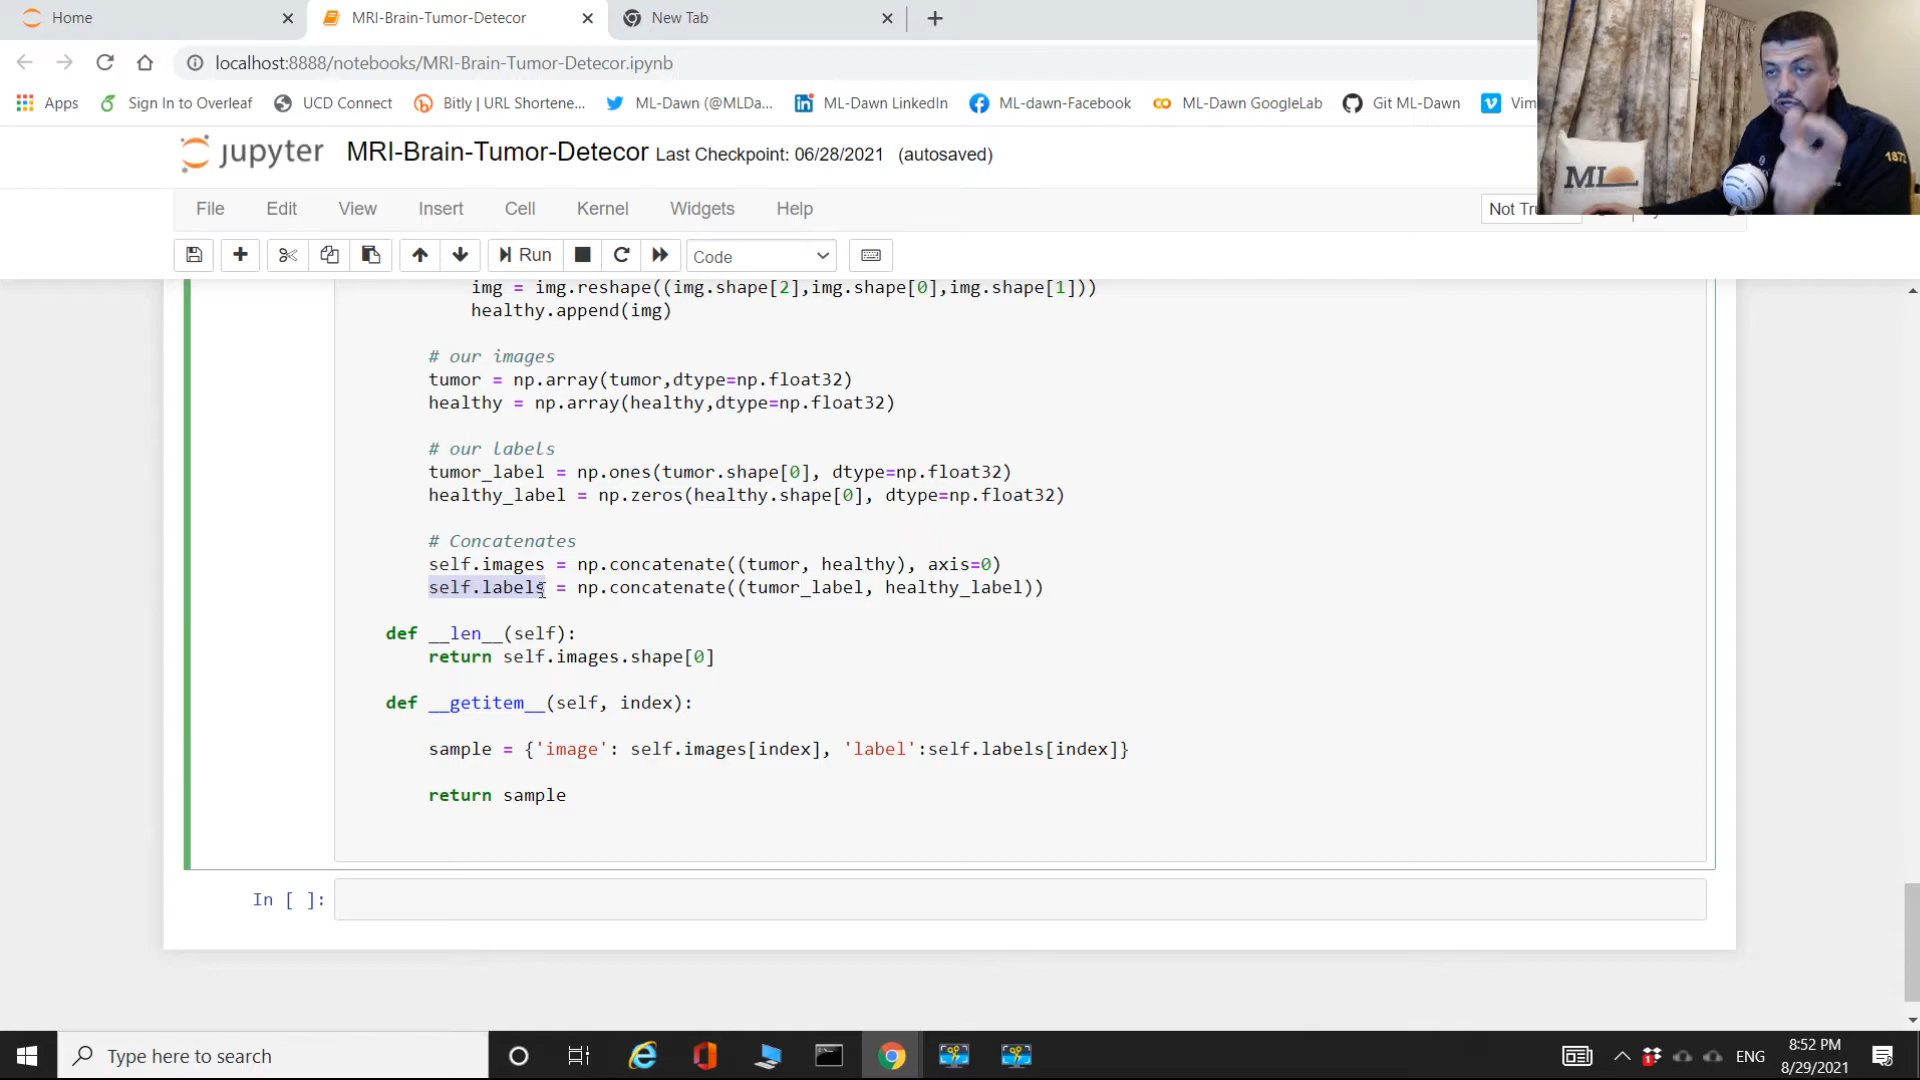 Home
MRI-Brain-Tumor-Detecor
New Tab
localhost:8888/notebooks/MRI-Brain-Tumor-Detecor.ipynb
Apps
Sign In to Overleaf
UCD Connect
Bitly | URL Shortene...
ML-Dawn (@MLDa...
ML-Dawn LinkedIn
ML-dawn-Facebook
ML-Dawn GoogleLab
Git ML-Dawn
Vim
jupyter
MRI-Brain-Tumor-Detecor Last Checkpoint: 06/28/2021 (autosaved)
1872
ML
File Edit View Insert Cell Kernel Widgets Help
Not Tru
Run
Code
img = img.reshape((img.shape[2],img.shape[0],img.shape[1]))
healthy.append(img)
# our images
tumor = np.array(tumor,dtype=np.float32)
healthy = np.array(healthy,dtype=np.float32)
# our labels
tumor_label = np.ones(tumor.shape[0], dtype=np.float32)
healthy_label = np.zeros(healthy.shape[0], dtype=np.float32)
# Concatenates
self.images = np.concatenate((tumor, healthy), axis=0)
self.labels = np.concatenate((tumor_label, healthy_label))
def __len__(self):
return self.images.shape[0]
def __getitem__(self, index):
sample = {'image': self.images[index], 'label':self.labels[index]}
return sample
In [ ]:
Type here to search
ENG
8:52 PM
8/29/2021